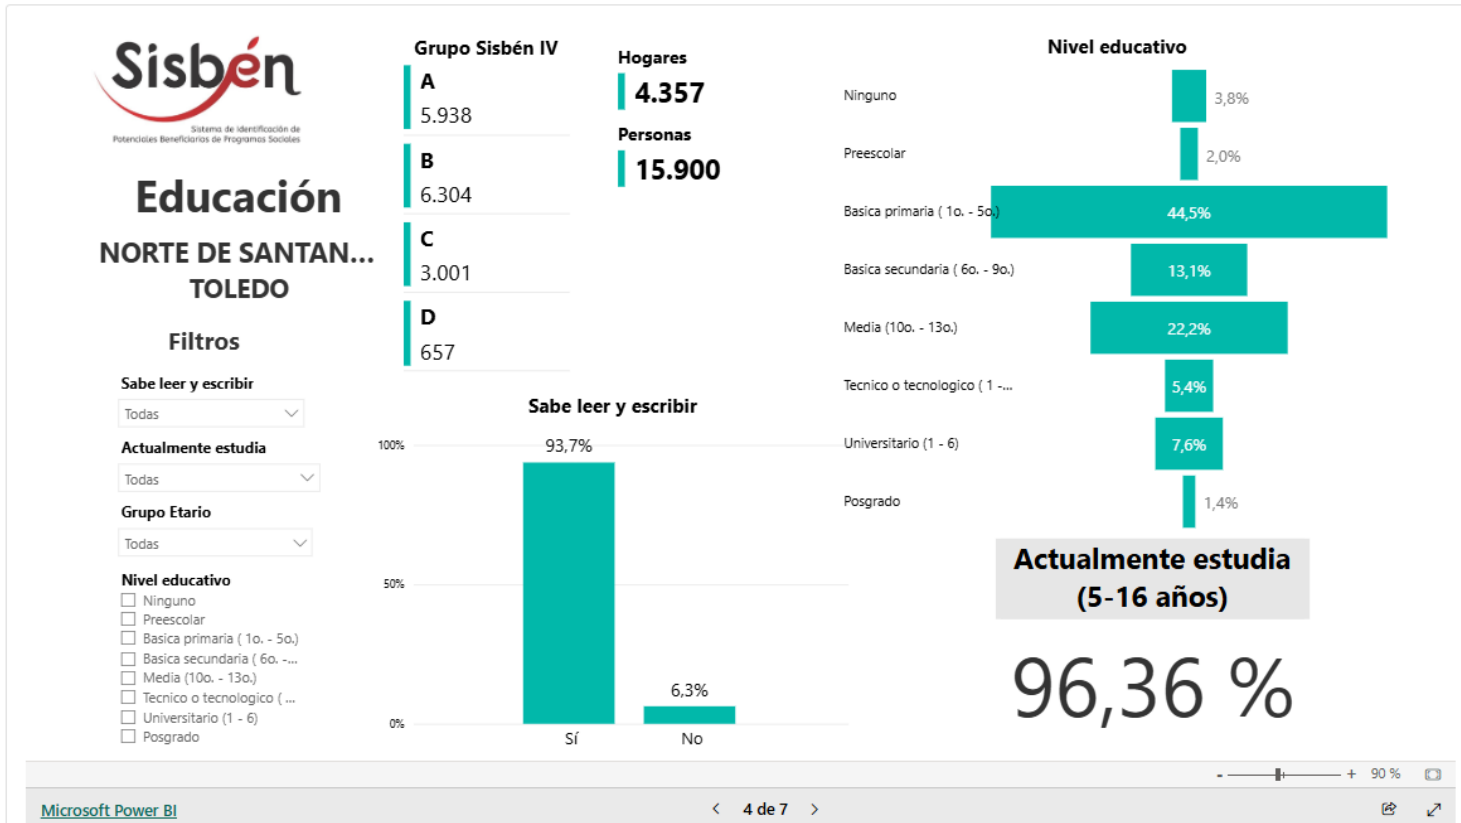 Sisbén
Sistema de Identificación de
Potenciales Beneficiarios de Programas Sociales
Educación
NORTE DE SANTAN...
TOLEDO
Filtros
Sabe leer y escribir
Todas
Actualmente estudia
Todas
Grupo Etario
Todas
Nivel educativo
Ninguno
Preescolar
Basica primaria ( 1o. - 5o.)
Basica secundaria ( 6o. -...
Media (10o. - 13o.)
Tecnico o tecnologico ( ...
Universitario (1 - 6)
Posgrado
Grupo Sisbén IV
A
5.938
B
6.304
C
3.001
D
657
Hogares
4.357
Personas
15.900
Sabe leer y escribir
100%
50%
0%
93,7%
6,3%
Sí
No
Nivel educativo
Ninguno
3,8%
Preescolar
2,0%
Basica primaria ( 1o. - 5o.)
44,5%
Basica secundaria ( 6o. - 9o.)
13,1%
Media (10o. - 13o.)
22,2%
Tecnico o tecnologico ( 1 -...
5,4%
Universitario (1 - 6)
7,6%
Posgrado
1,4%
Actualmente estudia
(5-16 años)
96,36 %
- + 90 %
Microsoft Power BI
< 4 de 7 >